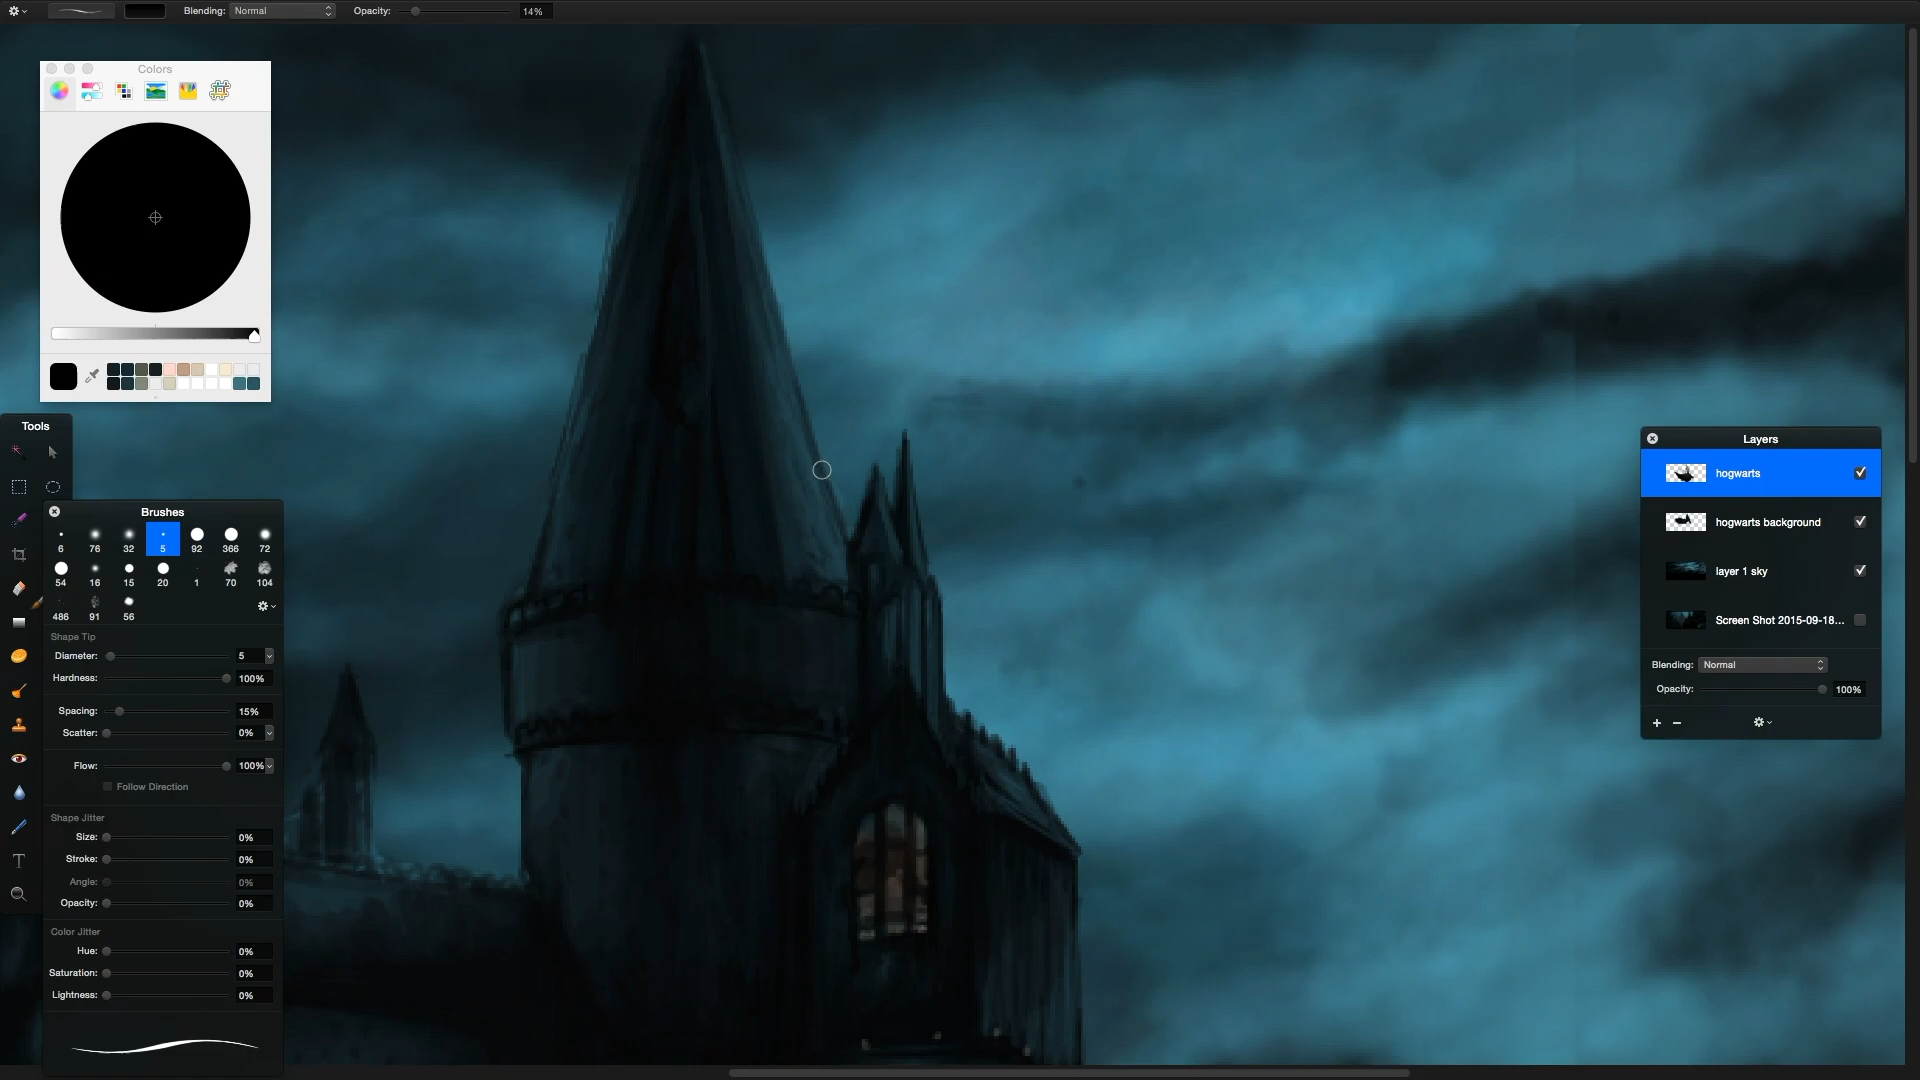 Blending: Normal Opacity: 14%
Colors
Tools
Brushes
6 76 32 5 92 366 72
54 16 15 20 1 70 104
486 91 56
Shape Tip
Diameter: 5
Hardness: 100%
Spacing: 15%
Scatter: 0%
Flow: 100%
Follow Direction
Shape Jitter
Size: 0%
Stroke: 0%
Angle: 0%
Opacity: 0%
Color Jitter
Hue: 0%
Saturation: 0%
Lightness: 0%
Layers
hogwarts
hogwarts background
layer 1 sky
Screen Shot 2015-09-18...
Blending: Normal
Opacity: 100%